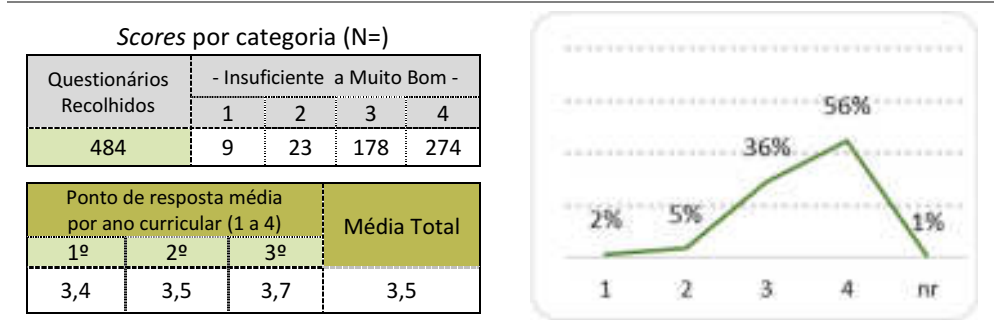 Scores por categoria (N=)
Questionários Recolhidos
- Insuficiente a Muito Bom -
1 2 3 4
484 9 23 178 274
Ponto de resposta média
por ano curricular (1 a 4)
Média Total
1º 2º 3º
3,4 3,5 3,7 3,5
56%
36%
2% 5% 1%
1 2 3 4 nr